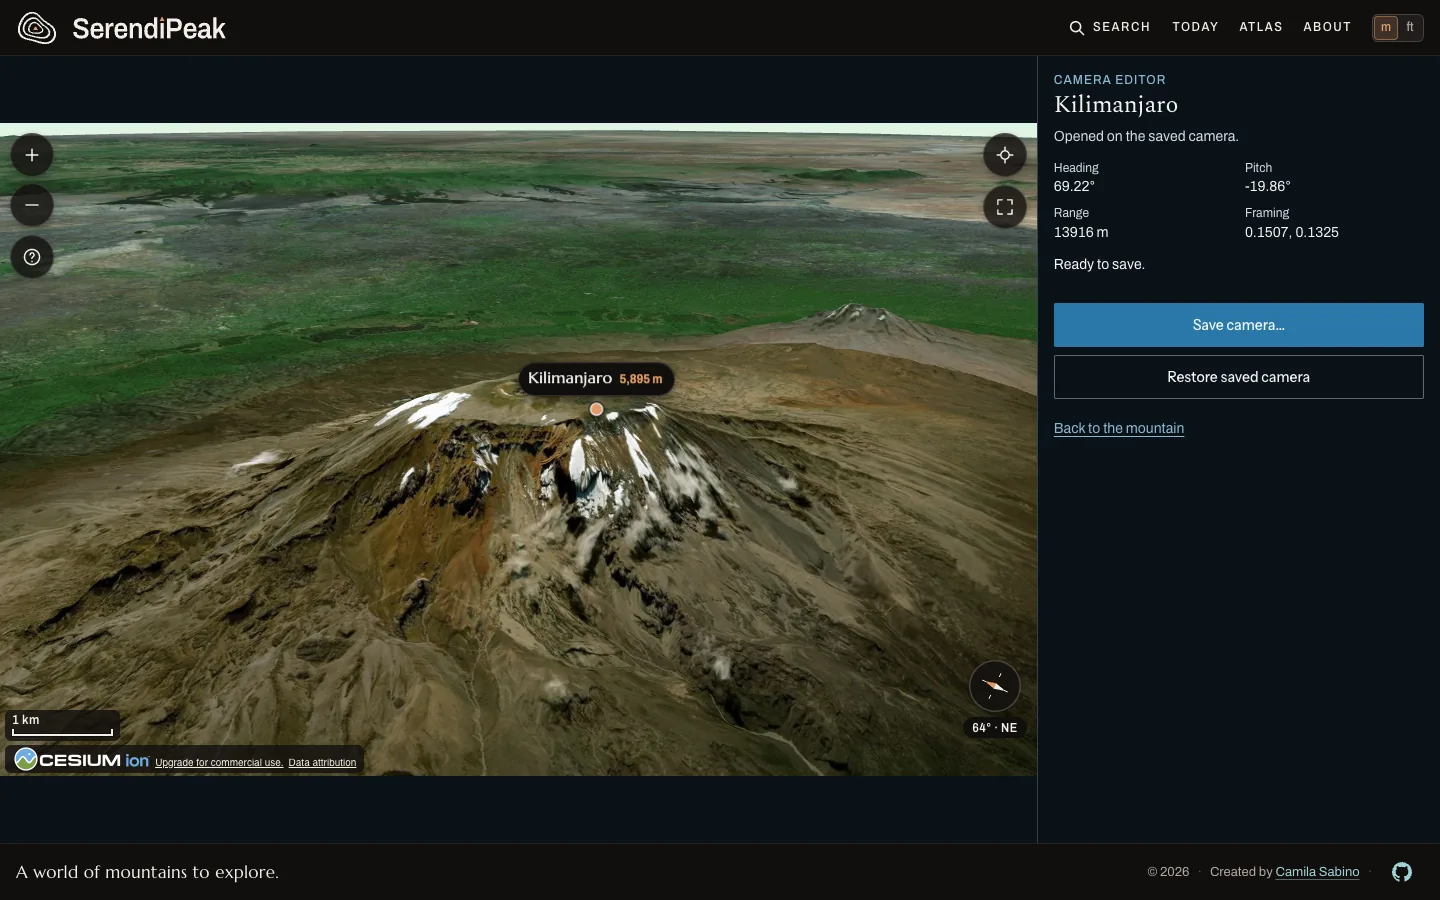 SerendiPeak
SEARCH TODAY ATLAS ABOUT m ft
CAMERA EDITOR
Kilimanjaro
Opened on the saved camera.
Heading Pitch
69.22° -19.86°
Range Framing
13916 m 0.1507, 0.1325
Ready to save.
Save camera...
Restore saved camera
Back to the mountain
Kilimanjaro 5,895 m
64° · NE
1 km
CESIUM ion Upgrade for commercial use. Data attribution
A world of mountains to explore.
© 2026 · Created by Camila Sabino ·